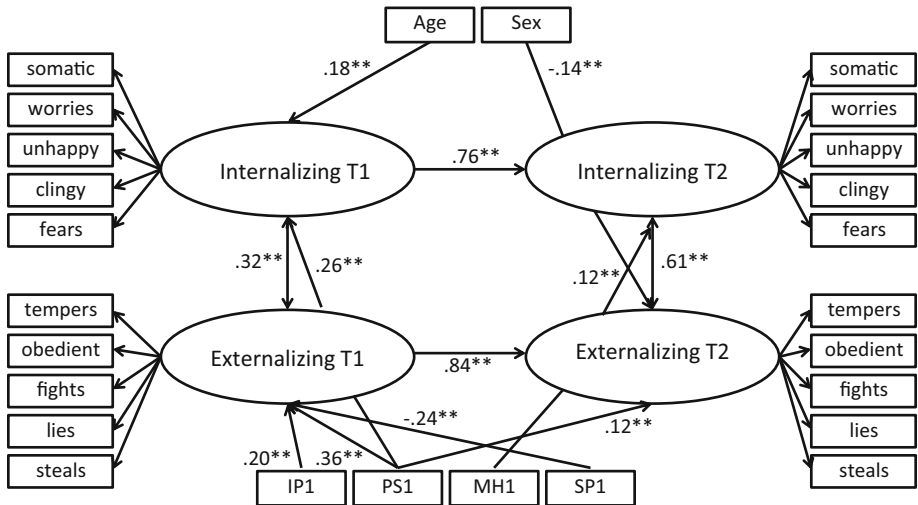 Age Sex
.18** -.14**
somatic somatic
worries worries
unhappy Internalizing T1 .76** Internalizing T2 unhappy
clingy clingy
fears fears
.32** .26** .12** .61**
tempers tempers
obedient Externalizing T1 .84** Externalizing T2 obedient
fights fights
lies -.24** .12** lies
steals .20** .36** steals
IP1 PS1 MH1 SP1